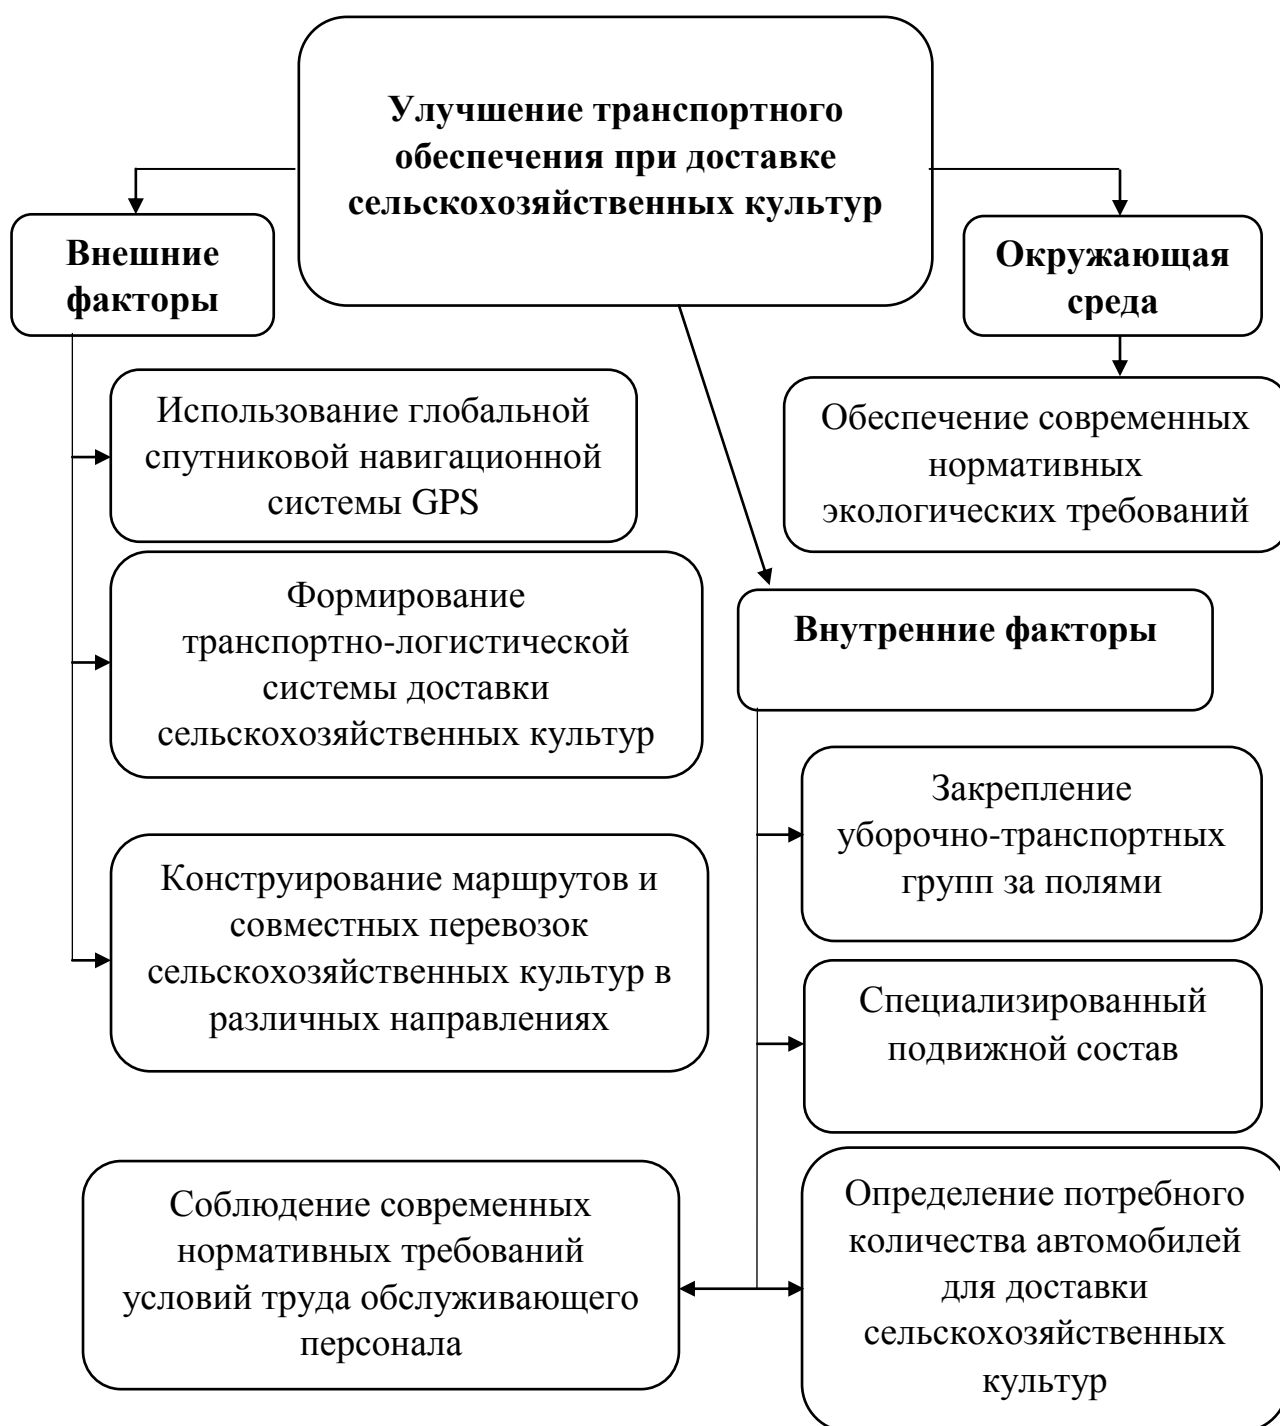 Улучшение транспортного
обеспечения при доставке
сельскохозяйственных культур
Внешние
факторы
Окружающая
среда
Использование глобальной
спутниковой навигационной
системы GPS
Обеспечение современных
нормативных
экологических требований
Формирование
транспортно-логистической
системы доставки
сельскохозяйственных культур
Внутренние факторы
Закрепление
уборочно-транспортных
групп за полями
Конструирование маршрутов и
совместных перевозок
сельскохозяйственных культур в
различных направлениях
Специализированный
подвижной состав
Соблюдение современных
нормативных требований
условий труда обслуживающего
персонала
Определение потребного
количества автомобилей
для доставки
сельскохозяйственных
культур